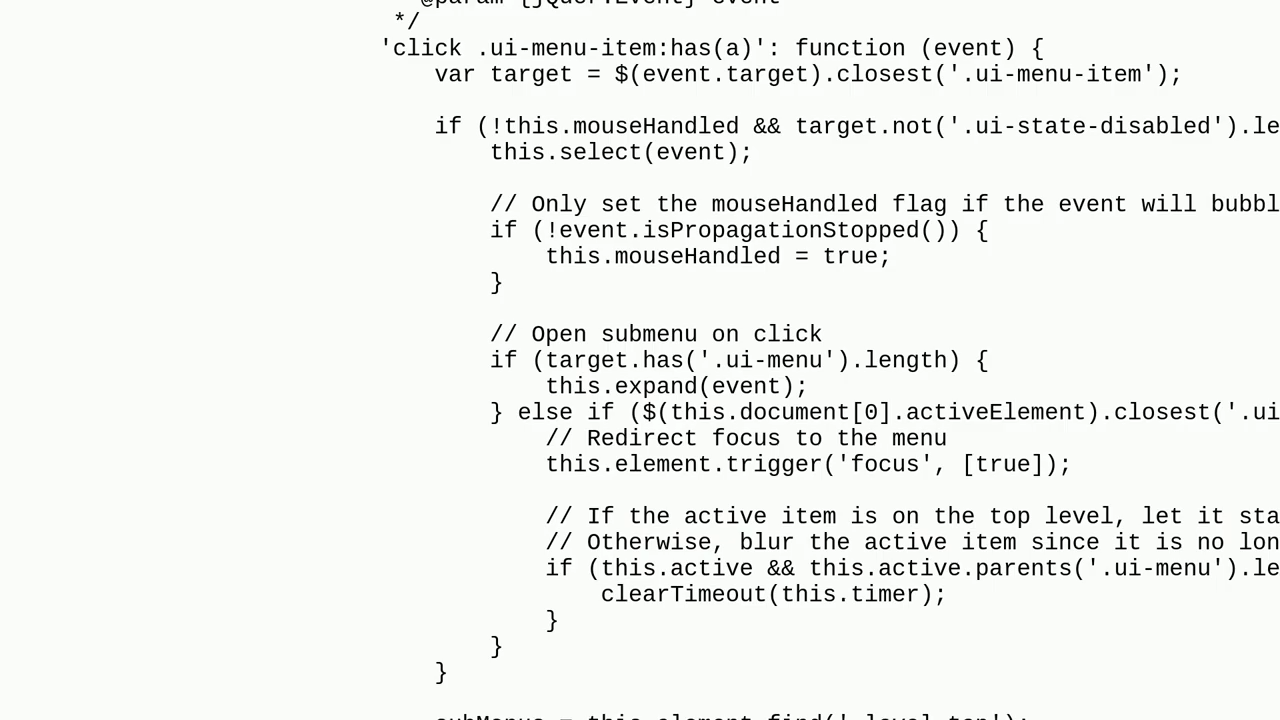 */
'click .ui-menu-item:has(a)': function (event) {
var target = $(event.target).closest('.ui-menu-item');
if (!this.mouseHandled && target.not('.ui-state-disabled').le
this.select(event);
// Only set the mouseHandled flag if the event will bubbl
if (!event.isPropagationStopped()) {
this.mouseHandled = true;
}
// Open submenu on click
if (target.has('.ui-menu').length) {
this.expand(event);
} else if ($(this.document[0].activeElement).closest('.ui
// Redirect focus to the menu
this.element.trigger('focus', [true]);
// If the active item is on the top level, let it sta
// Otherwise, blur the active item since it is no lon
if (this.active && this.active.parents('.ui-menu').le
clearTimeout(this.timer);
}
}
}